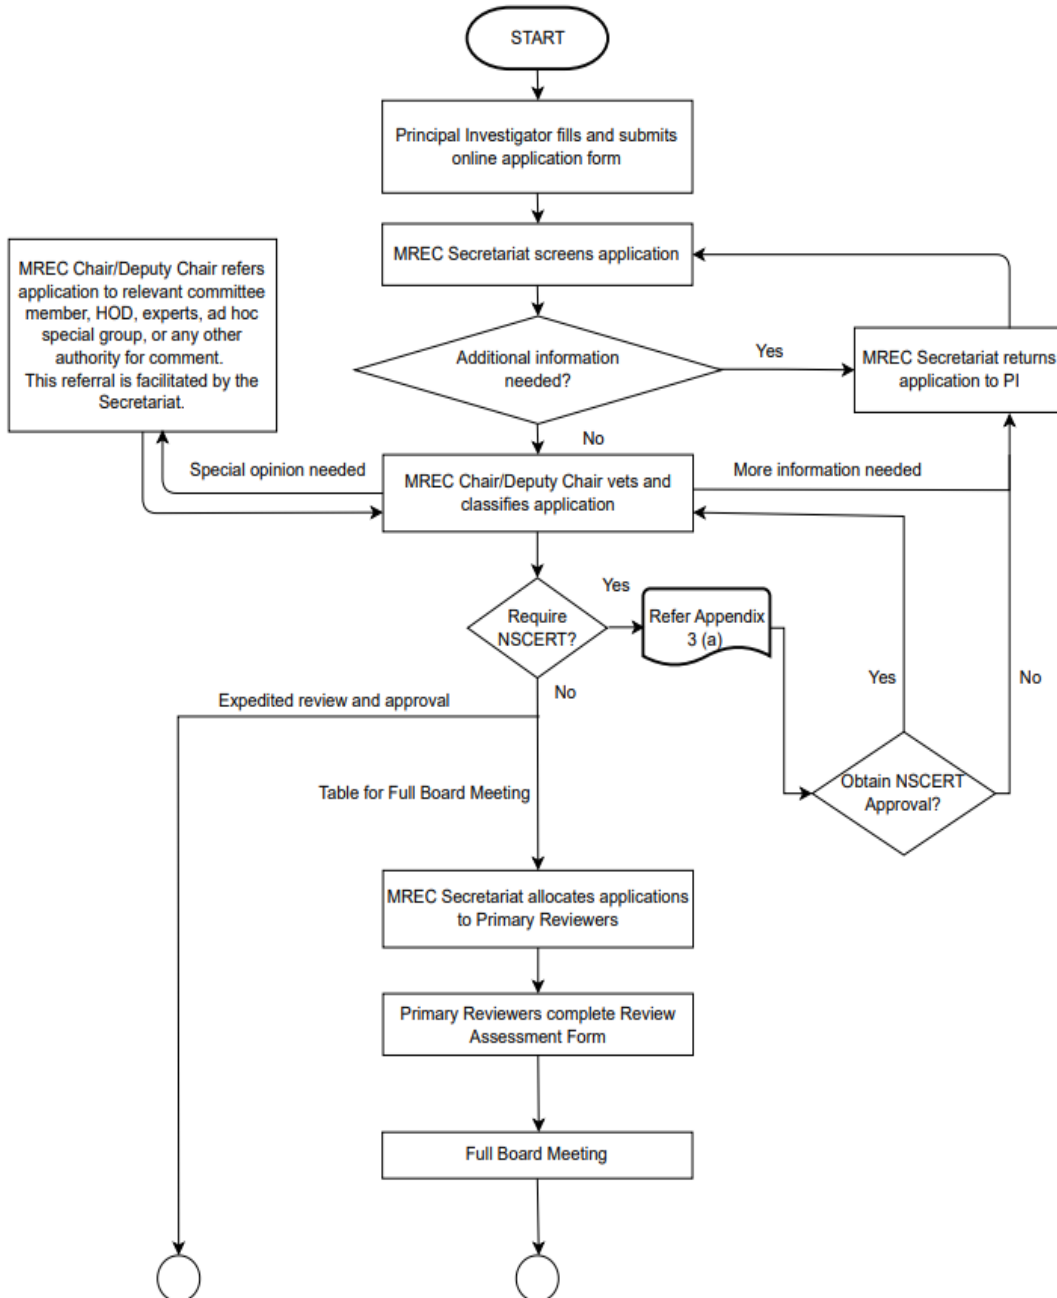 START
Principal Investigator fills and submits
online application form
MREC Secretariat screens application
MREC Chair/Deputy Chair refers
application to relevant committee
member, HOD, experts, ad hoc
special group, or any other
authority for comment.
This referral is facilitated by the
Secretariat.
Additional information
needed?
Yes
MREC Secretariat returns
application to PI
No
Special opinion needed
MREC Chair/Deputy Chair vets and
classifies application
More information needed
Require
NSCERT?
Yes
Refer Appendix
3 (a)
No
Yes
No
Expedited review and approval
Obtain NSCERT
Approval?
Table for Full Board Meeting
MREC Secretariat allocates applications
to Primary Reviewers
Primary Reviewers complete Review
Assessment Form
Full Board Meeting